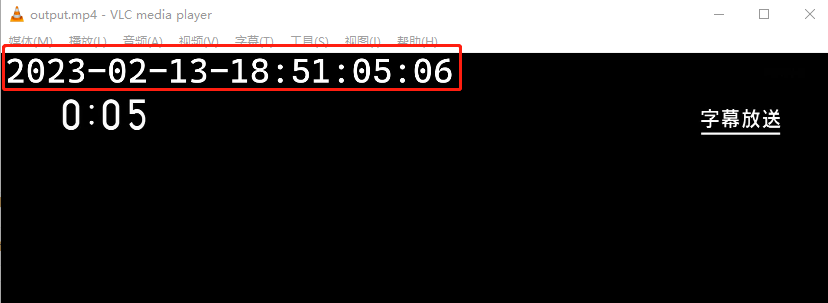 output.mp4 - VLC media player
媒体(M) 播放(L) 音频(A) 视频(V) 字幕(T) 工具(S) 视图(I) 帮助(H)
2023-02-13-18:51:05:06
0:05
字幕放送